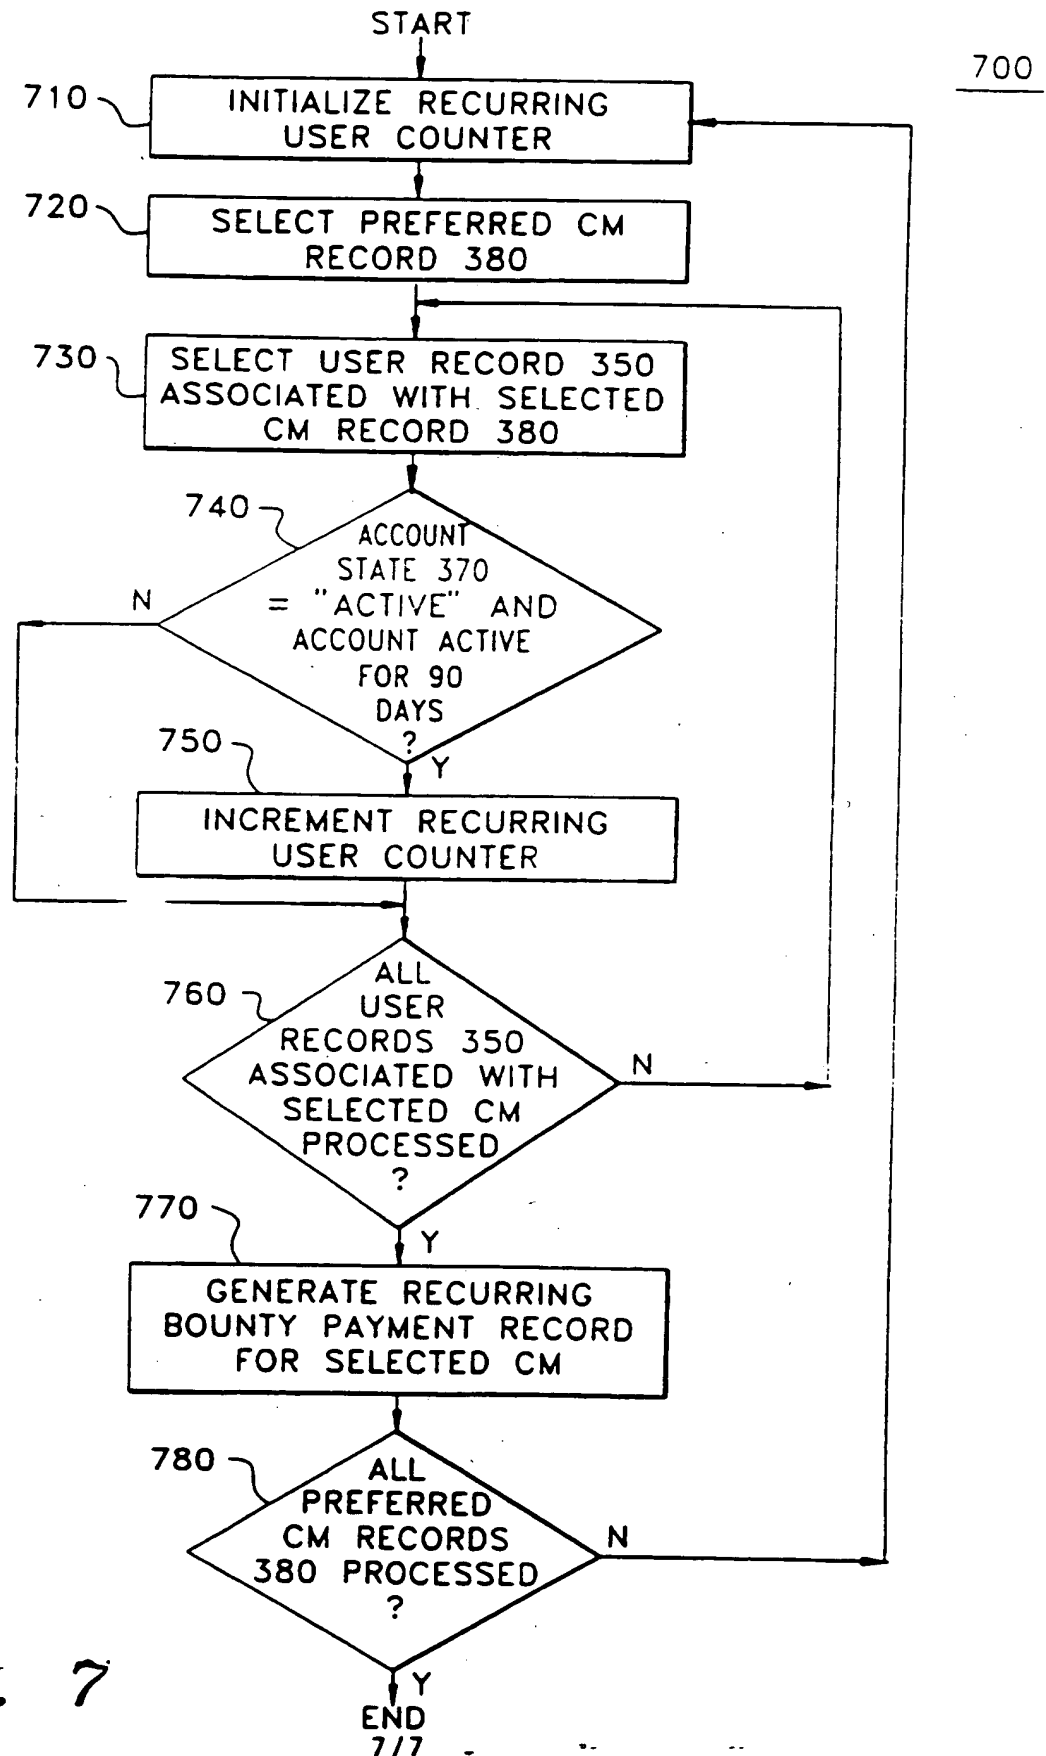 START
700
710
INITIALIZE RECURRING
USER COUNTER
720
SELECT PREFERRED CM
RECORD 380
730
SELECT USER RECORD 350
ASSOCIATED WITH SELECTED
CM RECORD 380
740
ACCOUNT
STATE 370
= "ACTIVE" AND
ACCOUNT ACTIVE
FOR 90
DAYS
?
N
Y
750
INCREMENT RECURRING
USER COUNTER
760
ALL
USER
RECORDS 350
ASSOCIATED WITH
SELECTED CM
PROCESSED
?
N
Y
770
GENERATE RECURRING
BOUNTY PAYMENT RECORD
FOR SELECTED CM
780
ALL
PREFERRED
CM RECORDS
380 PROCESSED
?
N
Y
END
7
7/7